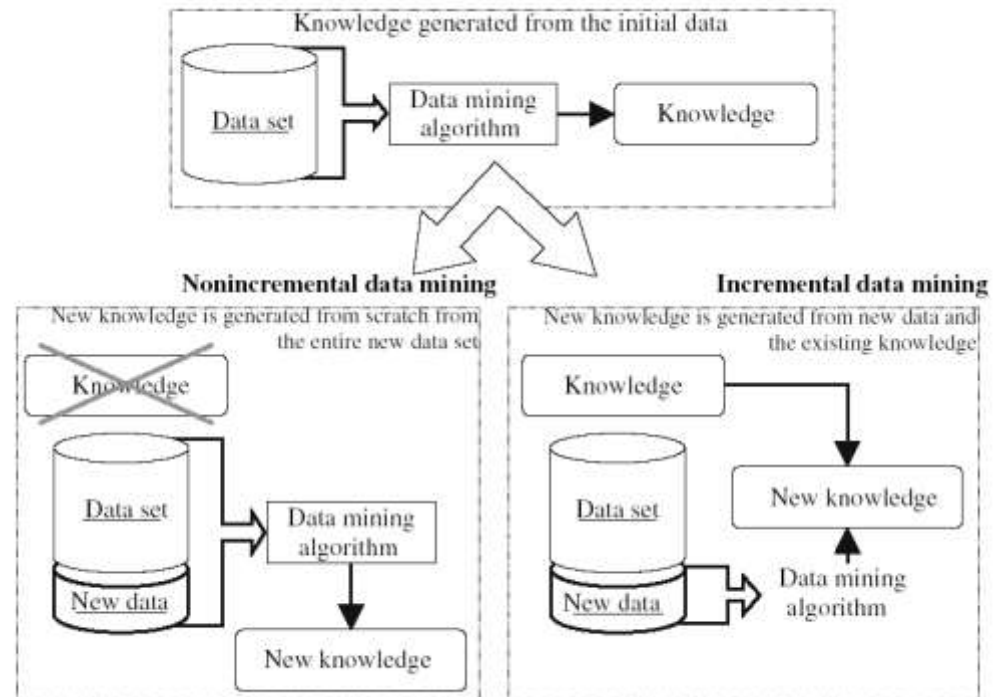 Knowledge generated from the initial data
Data set
Data mining
algorithm
Knowledge
Nonincremental data mining
New knowledge is generated from scratch from
the entire new data set
Knowledge
Data set
New data
Data mining
algorithm
New knowledge
Incremental data mining
New knowledge is generated from new data and
the existing knowledge
Knowledge
Data set
New data
New knowledge
Data mining
algorithm